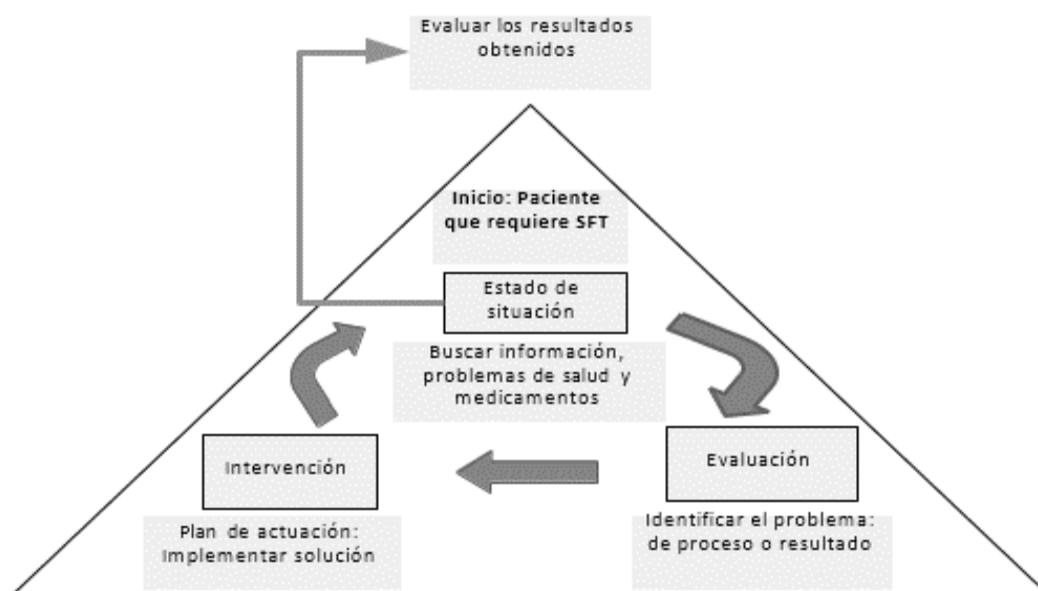 Evaluar los resultados
obtenidos
Inicio: Paciente
que requiere SFT
Estado de
situación
Buscar información,
problemas de salud y
medicamentos
Intervención
Evaluación
Plan de actuación:
Implementar solución
Identificar el problema:
de proceso o resultado